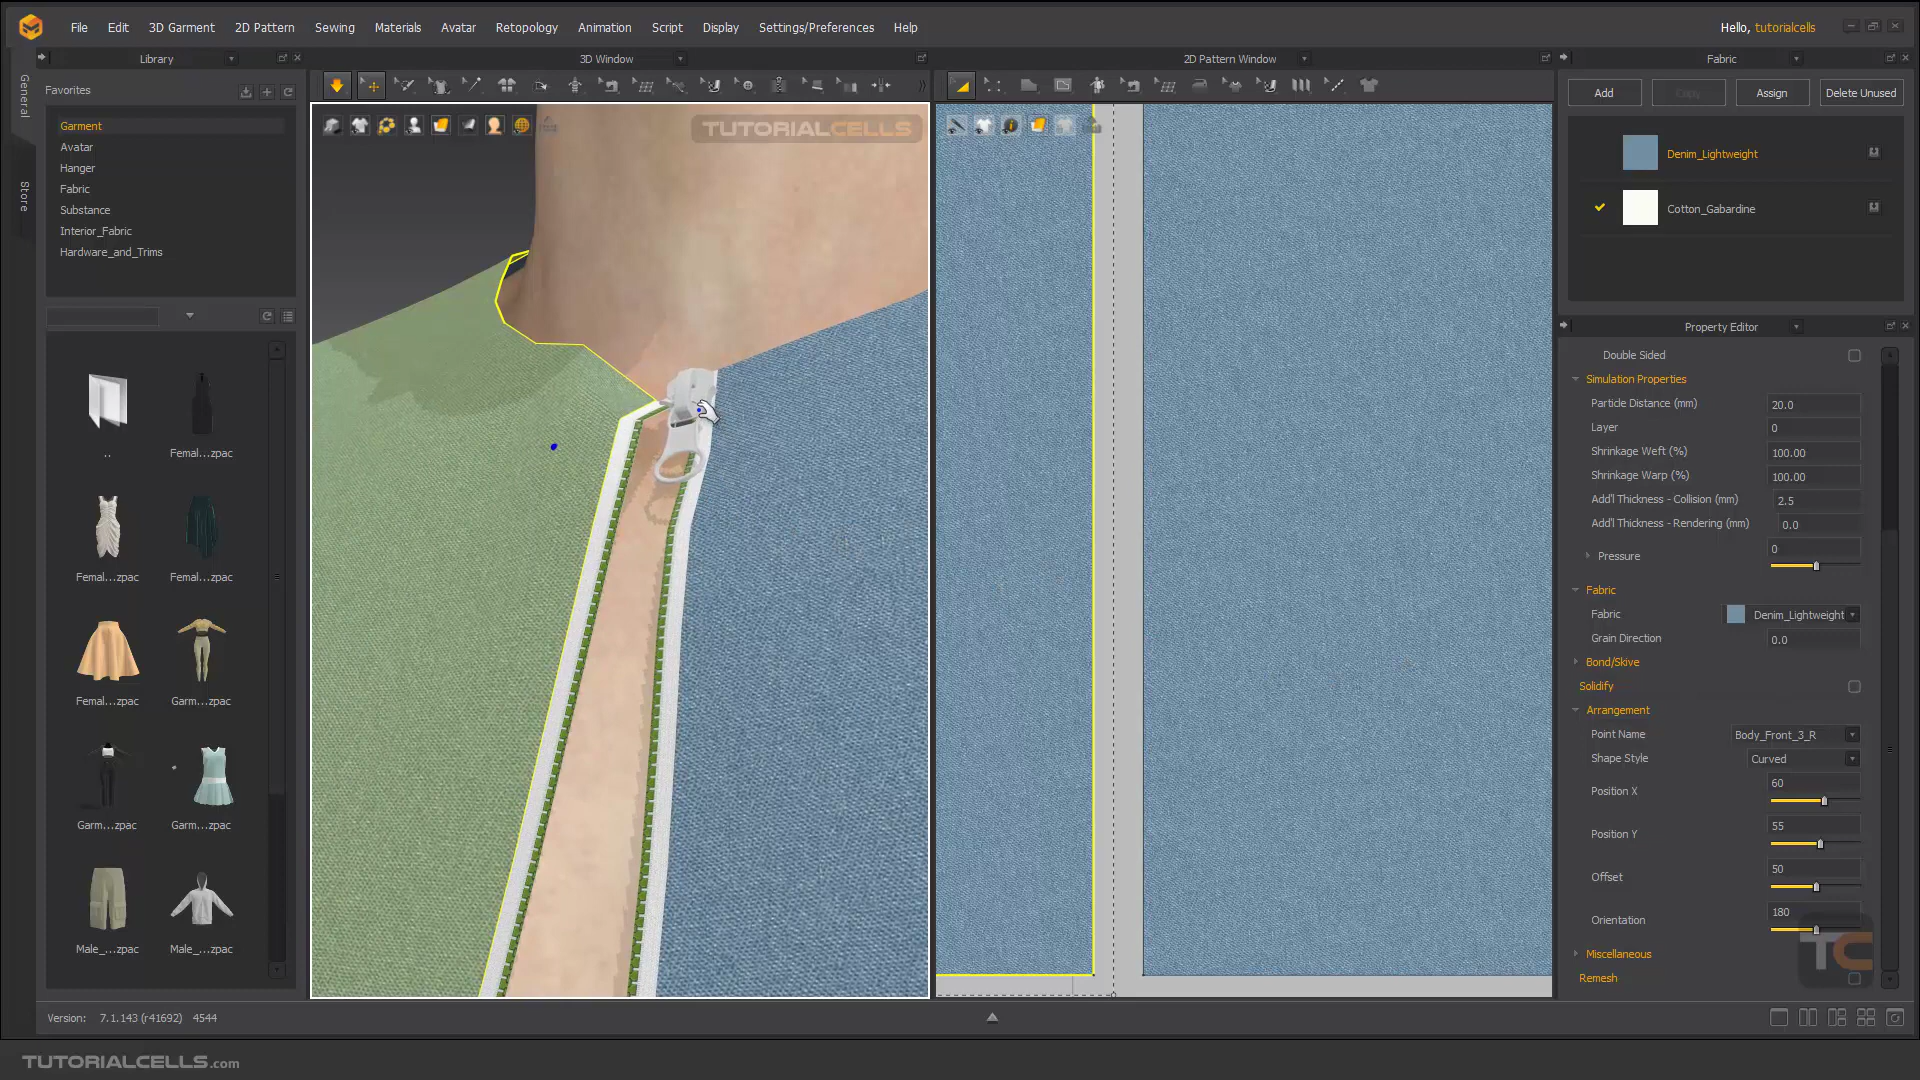 File Edit 3D Garment 2D Pattern Sewing Materials Avatar Retopology Animation Script Display Settings/Preferences Help
Hello, tutorialcells
Library
3D Window
2D Pattern Window
Fabric
General
Store
Favorites
Garment
Avatar
Hanger
Fabric
Substance
Interior_Fabric
Hardware_and_Trims
..
Femal...zpac
Femal...zpac
Femal...zpac
Femal...zpac
Garm...zpac
Garm...zpac
Garm...zpac
Male_...zpac
Male_...zpac
TUTORIALCELLS
Add
Copy
Assign
Delete Unused
Denim_Lightweight
Cotton_Gabardine
Property Editor
Double Sided
Simulation Properties
Particle Distance (mm) 20.0
Layer 0
Shrinkage Weft (%) 100.00
Shrinkage Warp (%) 100.00
Add'l Thickness - Collision (mm) 2.5
Add'l Thickness - Rendering (mm) 0.0
Pressure 0
Fabric
Fabric Denim_Lightweight
Grain Direction 0.0
Bond/Skive
Solidify
Arrangement
Point Name Body_Front_3_R
Shape Style Curved
Position X 60
Position Y 55
Offset 50
Orientation 180
Miscellaneous
Remesh
TC
Version: 7.1.143 (r41692) 4544
TUTORIALCELLS.com